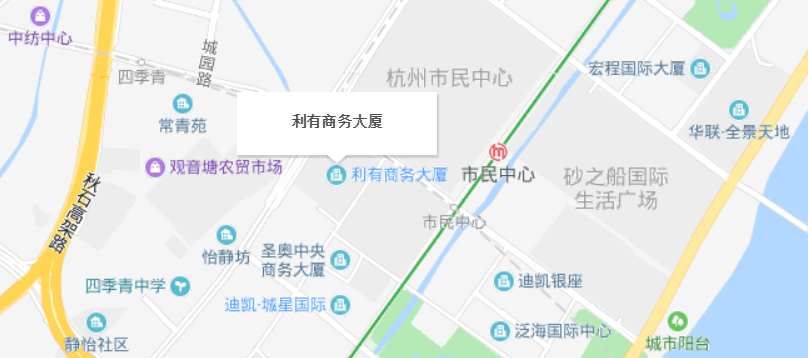 中纺中心
城园路
四季青
杭州市民中心
宏程国际大厦
常青苑
利有商务大厦
华联·全景天地
观音塘农贸市场
利有商务大厦
市民中心
砂之船国际
生活广场
秋石高架路
市民中心
怡静坊
圣奥中央
商务大厦
四季青中学
迪凯银座
迪凯·城星国际
静怡社区
泛海国际中心
城市阳台